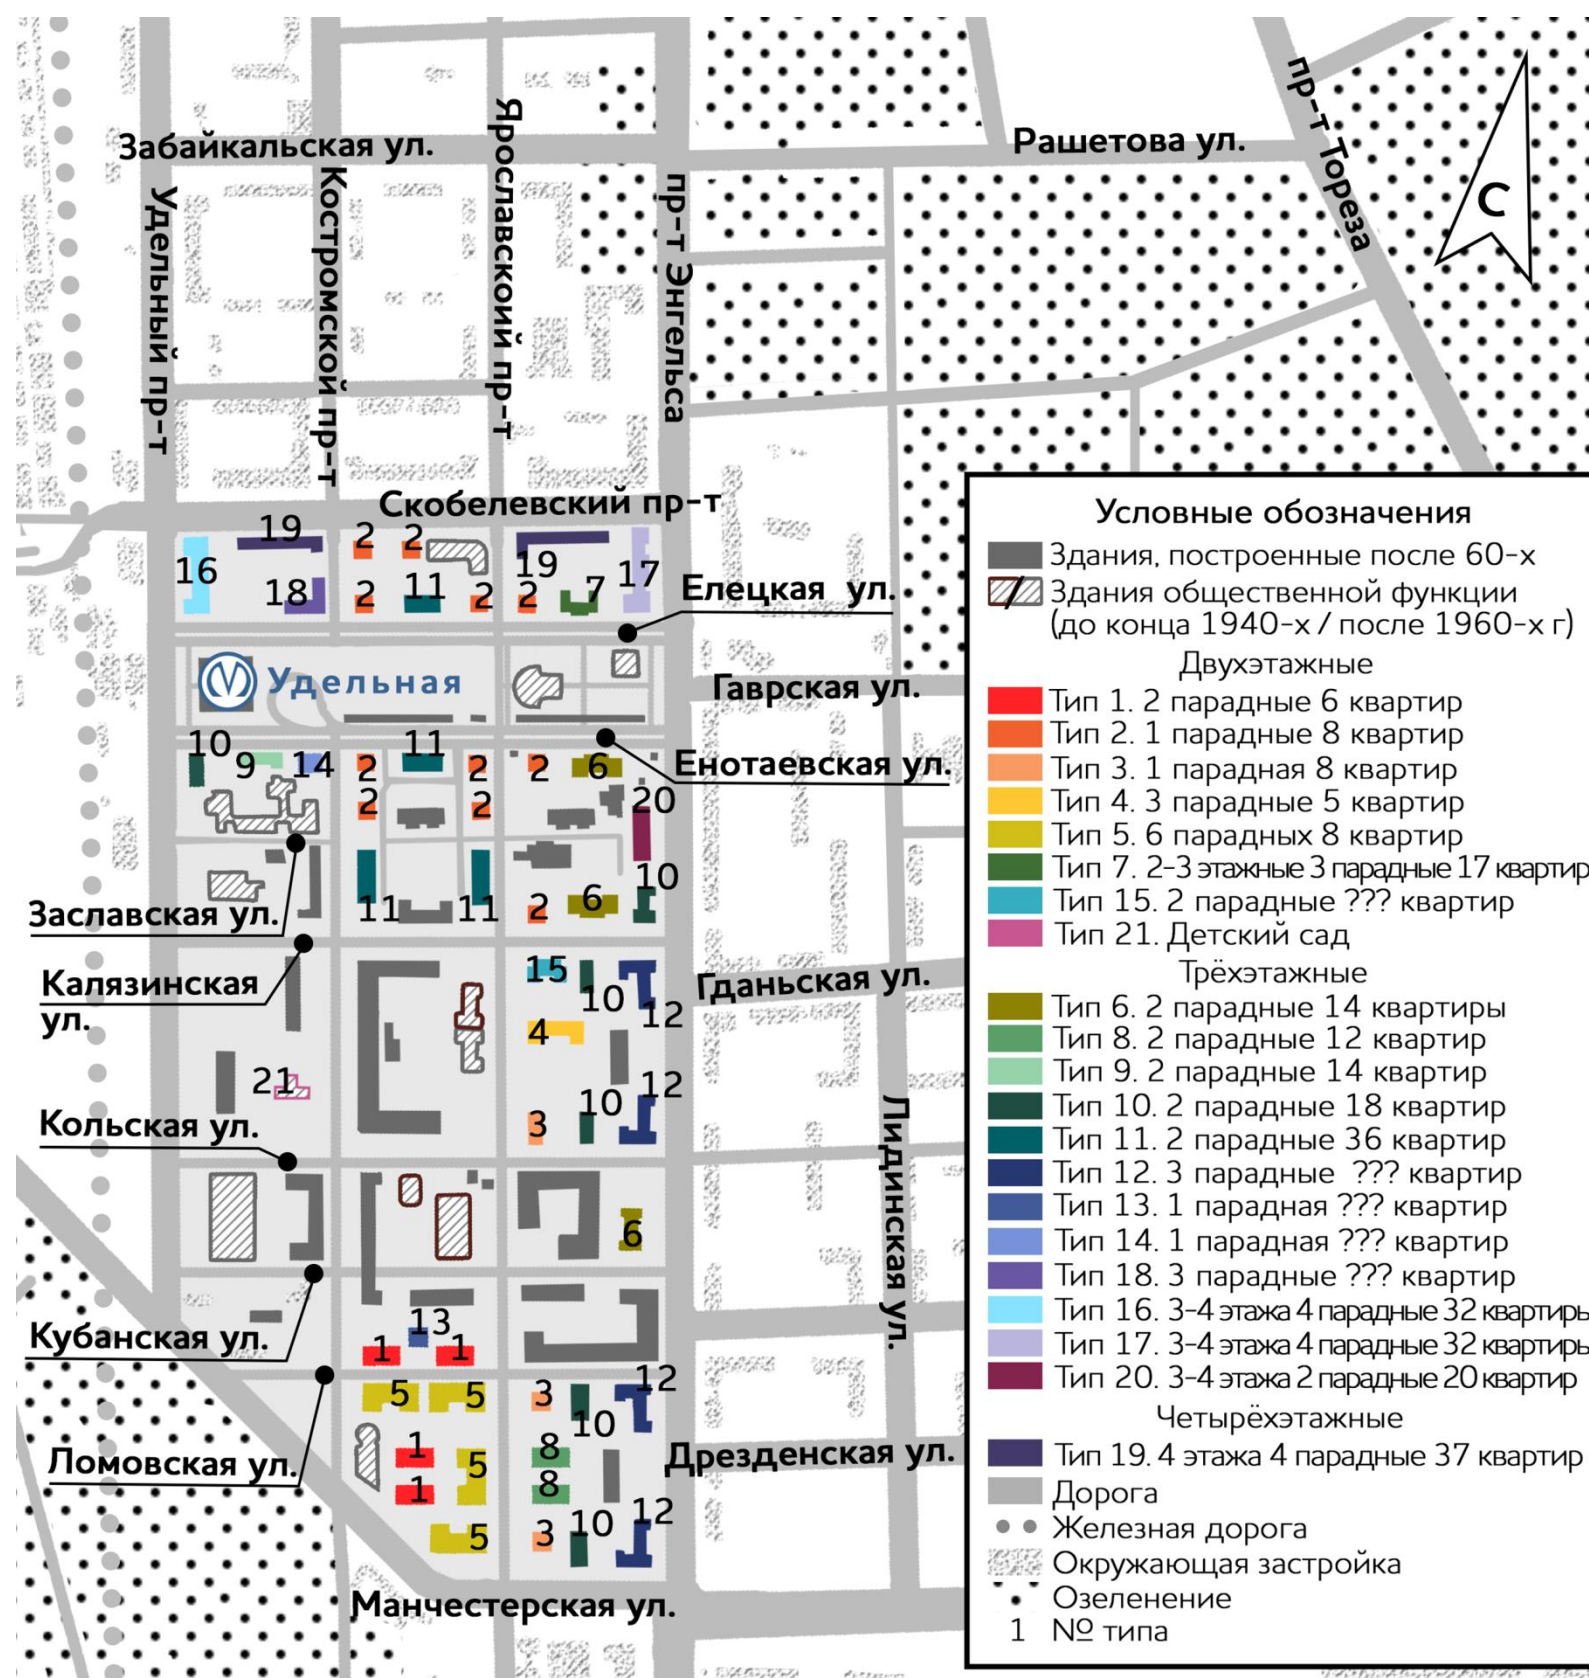 Забайкальская ул.
Рашетова ул.
пр-т Тореза
С
Удельный пр-т
Костромской пр-т
Ярославский пр-т
пр-т Энгельса
Скобелевский пр-т
19
2
2
16
18
2
11
2
19
2
7
17
Елецкая ул.
Удельная
Гаврская ул.
10
9
14
2
11
2
2
6
Енотаевская ул.
2
2
20
10
Заславская ул.
11
11
2
6
Калязинская
ул.
15
10
12
Гданьская ул.
4
21
3
10
12
Кольская ул.
Лидинская ул.
6
Кубанская ул.
13
1
1
5
5
3
10
12
Ломовская ул.
1
5
8
Дрезденская ул.
1
8
5
3
10
12
Манчестерская ул.
Условные обозначения
Здания, построенные после 60-х
Здания общественной функции
(до конца 1940-х / после 1960-х г)
Двухэтажные
Тип 1. 2 парадные 6 квартир
Тип 2. 1 парадные 8 квартир
Тип 3. 1 парадная 8 квартир
Тип 4. 3 парадные 5 квартир
Тип 5. 6 парадных 8 квартир
Тип 7. 2-3 этажные 3 парадные 17 квартир
Тип 15. 2 парадные ??? квартир
Тип 21. Детский сад
Трёхэтажные
Тип 6. 2 парадные 14 квартиры
Тип 8. 2 парадные 12 квартир
Тип 9. 2 парадные 14 квартир
Тип 10. 2 парадные 18 квартир
Тип 11. 2 парадные 36 квартир
Тип 12. 3 парадные ??? квартир
Тип 13. 1 парадная ??? квартир
Тип 14. 1 парадная ??? квартир
Тип 18. 3 парадные ??? квартир
Тип 16. 3-4 этажа 4 парадные 32 квартиры
Тип 17. 3-4 этажа 4 парадные 32 квартиры
Тип 20. 3-4 этажа 2 парадные 20 квартир
Четырёхэтажные
Тип 19. 4 этажа 4 парадные 37 квартир
Дорога
Железная дорога
Окружающая застройка
Озеленение
1 № типа